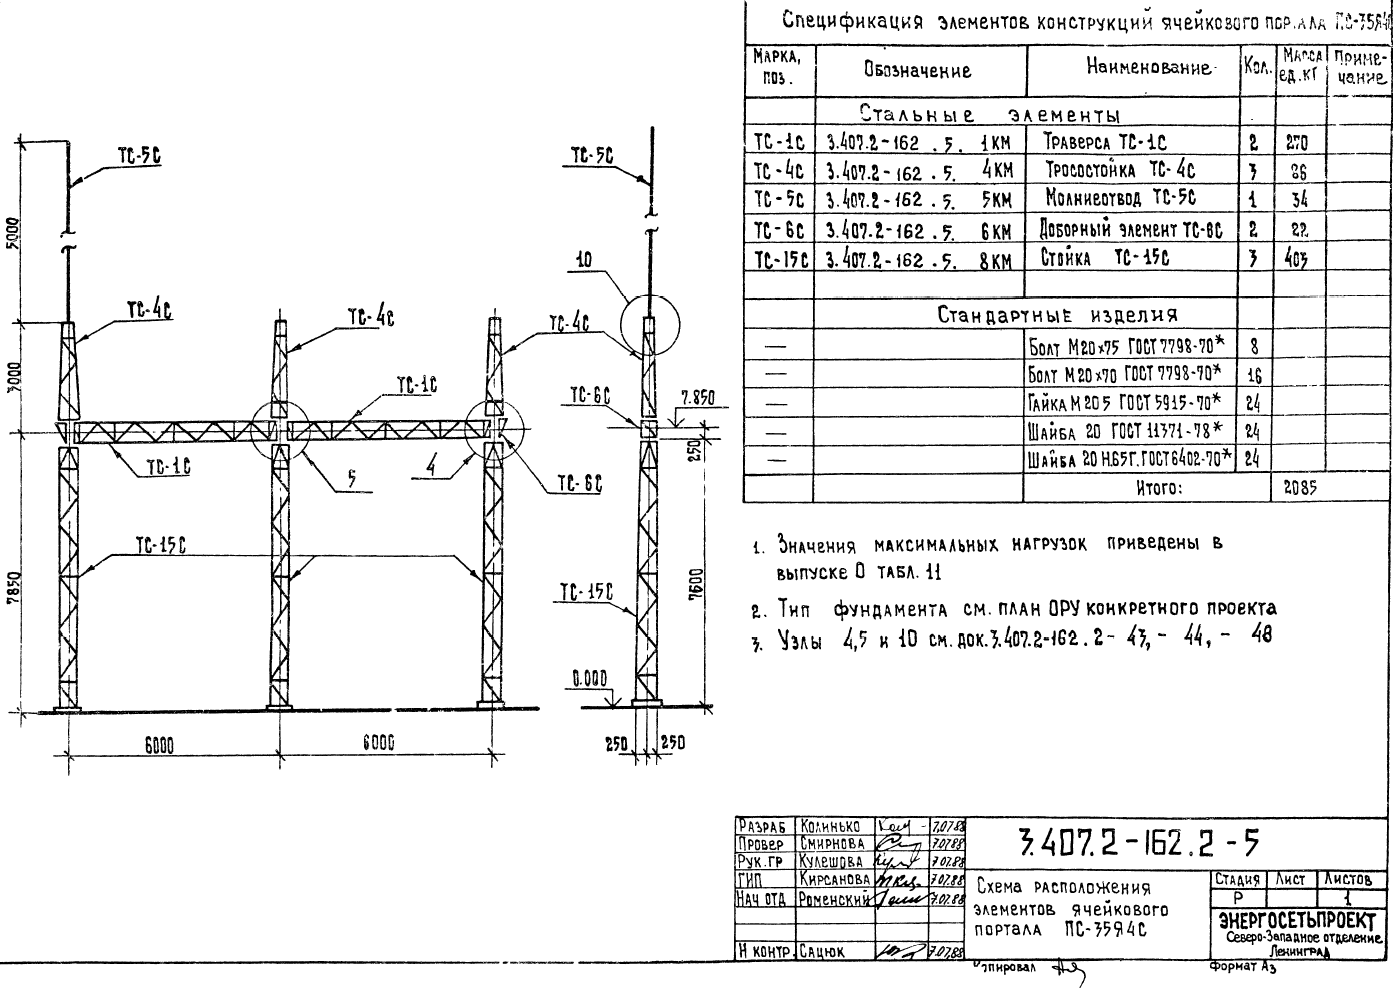 Спецификация элементов конструкций ячейкового портала ПС-35Я4С
Марка, поз. Обозначение Наименование Кол. Масса ед.кг Примечание
Стальные элементы
ТС-1С 3.407.2-162 .5. 1КМ Траверса ТС-1С 2 270
ТС-4С 3.407.2-162 .5. 4КМ Тросостойка ТС-4С 3 86
ТС-5С 3.407.2-162 .5. 5КМ Молниеотвод ТС-5С 1 34
ТС-6С 3.407.2-162 .5. 6КМ Доборный элемент ТС-6С 2 22
ТС-15С 3.407.2-162 .5. 8КМ Стойка ТС-15С 3 403
Стандартные изделия
— Болт М20х75 ГОСТ 7798-70* 8
— Болт М20х70 ГОСТ 7798-70* 16
— Гайка М20 5 ГОСТ 5915-70* 24
— Шайба 20 ГОСТ 11371-78* 24
— Шайба 20 Н.65Г. ГОСТ 6402-70* 24
Итого: 2085
1. Значения максимальных нагрузок приведены в
выпуске 0 табл. 11
2. Тип фундамента см. план ОРУ конкретного проекта
3. Узлы 4,5 и 10 см. док. 3.407.2-162.2-43, -44, -48
ТС-5С
ТС-5С
5000
10
ТС-4С
ТС-4С
ТС-4С
3000
ТС-1С
ТС-6С
7.850
ТС-1С
5
4
ТС-6С
250
ТС-15С
ТС-15С
7850
7600
0.000
6000
6000
250
250
Разраб Колинько 7.07.88
Провер Смирнова 7.07.88
Рук.гр Кулешова 7.07.88
ГИП Кирсанова 7.07.88
Нач отд Роменский 7.07.88
Н контр. Сацюк 7.07.88
3.407.2-162.2-5
Схема расположения
элементов ячейкового
портала ПС-35Я4С
Стадия Лист Листов
Р 1
ЭНЕРГОСЕТЬПРОЕКТ
Северо-Западное отделение
Ленинград
Копировал
Формат А3